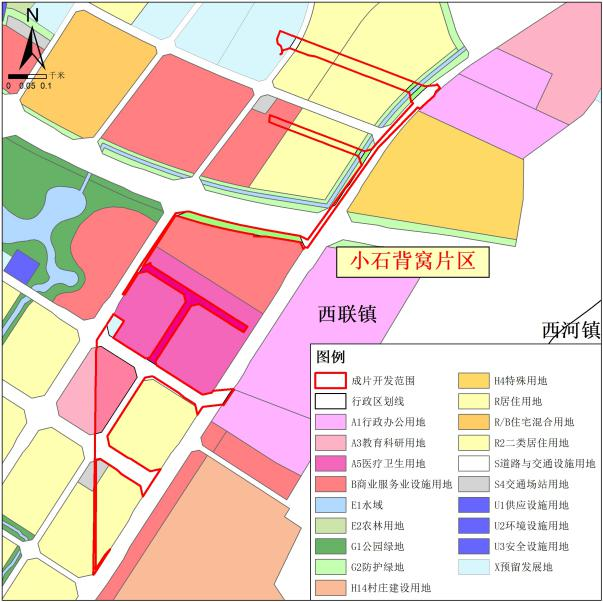 N
千米
0 0.05 0.1
小石背窝片区
西联镇
西河镇
图例
成片开发范围
行政区划线
A1行政办公用地
A3教育科研用地
A5医疗卫生用地
B商业服务业设施用地
E1水域
E2农林用地
G1公园绿地
G2防护绿地
H14村庄建设用地
H4特殊用地
R居住用地
R/B住宅混合用地
R2二类居住用地
S道路与交通设施用地
S4交通场站用地
U1供应设施用地
U2环境设施用地
U3安全设施用地
X预留发展地